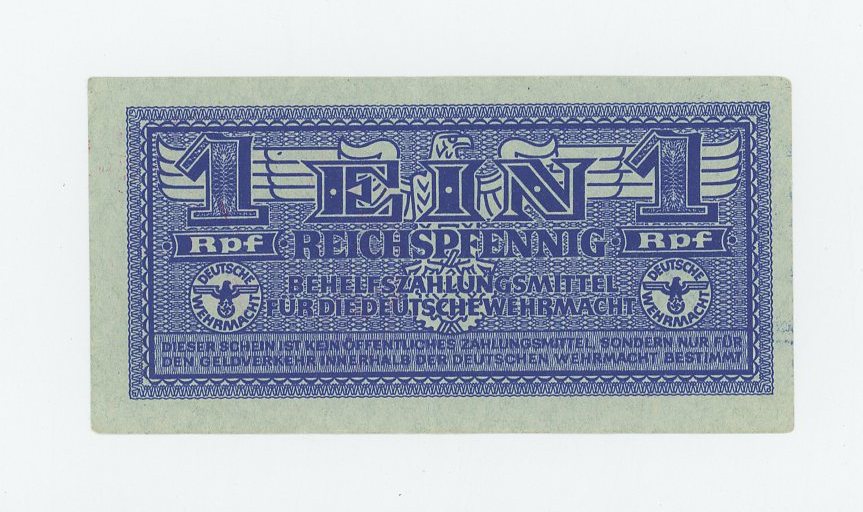 1 EIN 1
Rpf REICHSPFENNIG Rpf
BEHELFSZAHLUNGSMITTEL
FÜR DIE DEUTSCHE WEHRMACHT
DEUTSCHE WEHRMACHT
DEUTSCHE WEHRMACHT
DIESER SCHEIN IST KEIN ÖFFENTLICHES ZAHLUNGSMITTEL, SONDERN NUR FÜR
DEN GELDVERKEHR INNERHALB DER DEUTSCHEN WEHRMACHT BESTIMMT